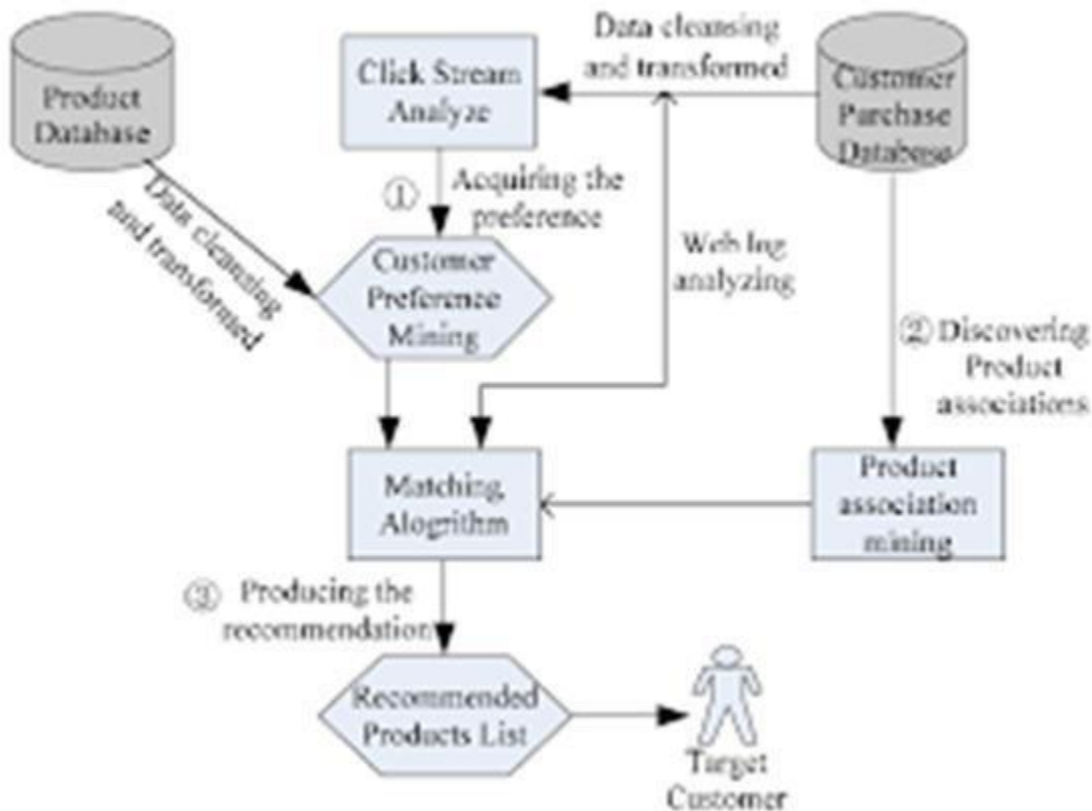 Product
Database
Click Stream
Analyze
Data cleansing
and transformed
Customer
Purchase
Database
Data cleansing
and transformed
① Acquiring the
preference
Customer
Preference
Mining
Web log
analyzing
② Discovering
Product
associations
Matching
Alogrithm
Product
association
mining
③ Producing the
recommendation
Recommended
Products List
Target
Customer